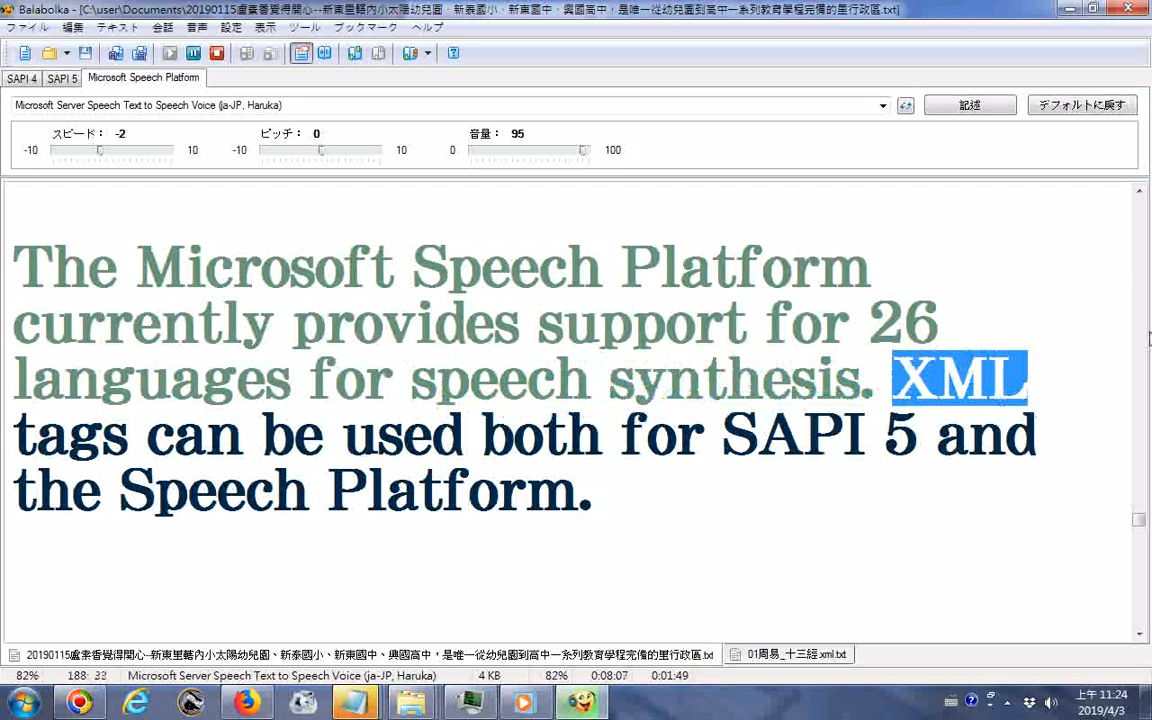 Balabolka - [C:\user\Documents\20190115盧素香覺得開心--新東里轄內小太陽幼兒園、新泰國小、新東國中、興國高中，是唯一從幼兒園到高中一系列教育學程完備的里行政區.txt]
ファイル 編集 テキスト 会話 音声 設定 表示 ツール ブックマーク ヘルプ
SAPI 4 SAPI 5 Microsoft Speech Platform
Microsoft Server Speech Text to Speech Voice (ja-JP, Haruka) 記述 デフォルトに戻す
スピード： -2 ピッチ： 0 音量： 95
-10 10 -10 10 0 100
The Microsoft Speech Platform
currently provides support for 26
languages for speech synthesis. XML
tags can be used both for SAPI 5 and
the Speech Platform.
20190115盧素香覺得開心--新東里轄內小太陽幼兒園、新泰國小、新東國中、興國高中，是唯一從幼兒園到高中一系列教育學程完備的里行政區.txt 01周易_十三經.xml.txt
82% 188: 33 Microsoft Server Speech Text to Speech Voice (ja-JP, Haruka) 4 KB 82% 0:08:07 0:01:49
上午 11:24
2019/4/3